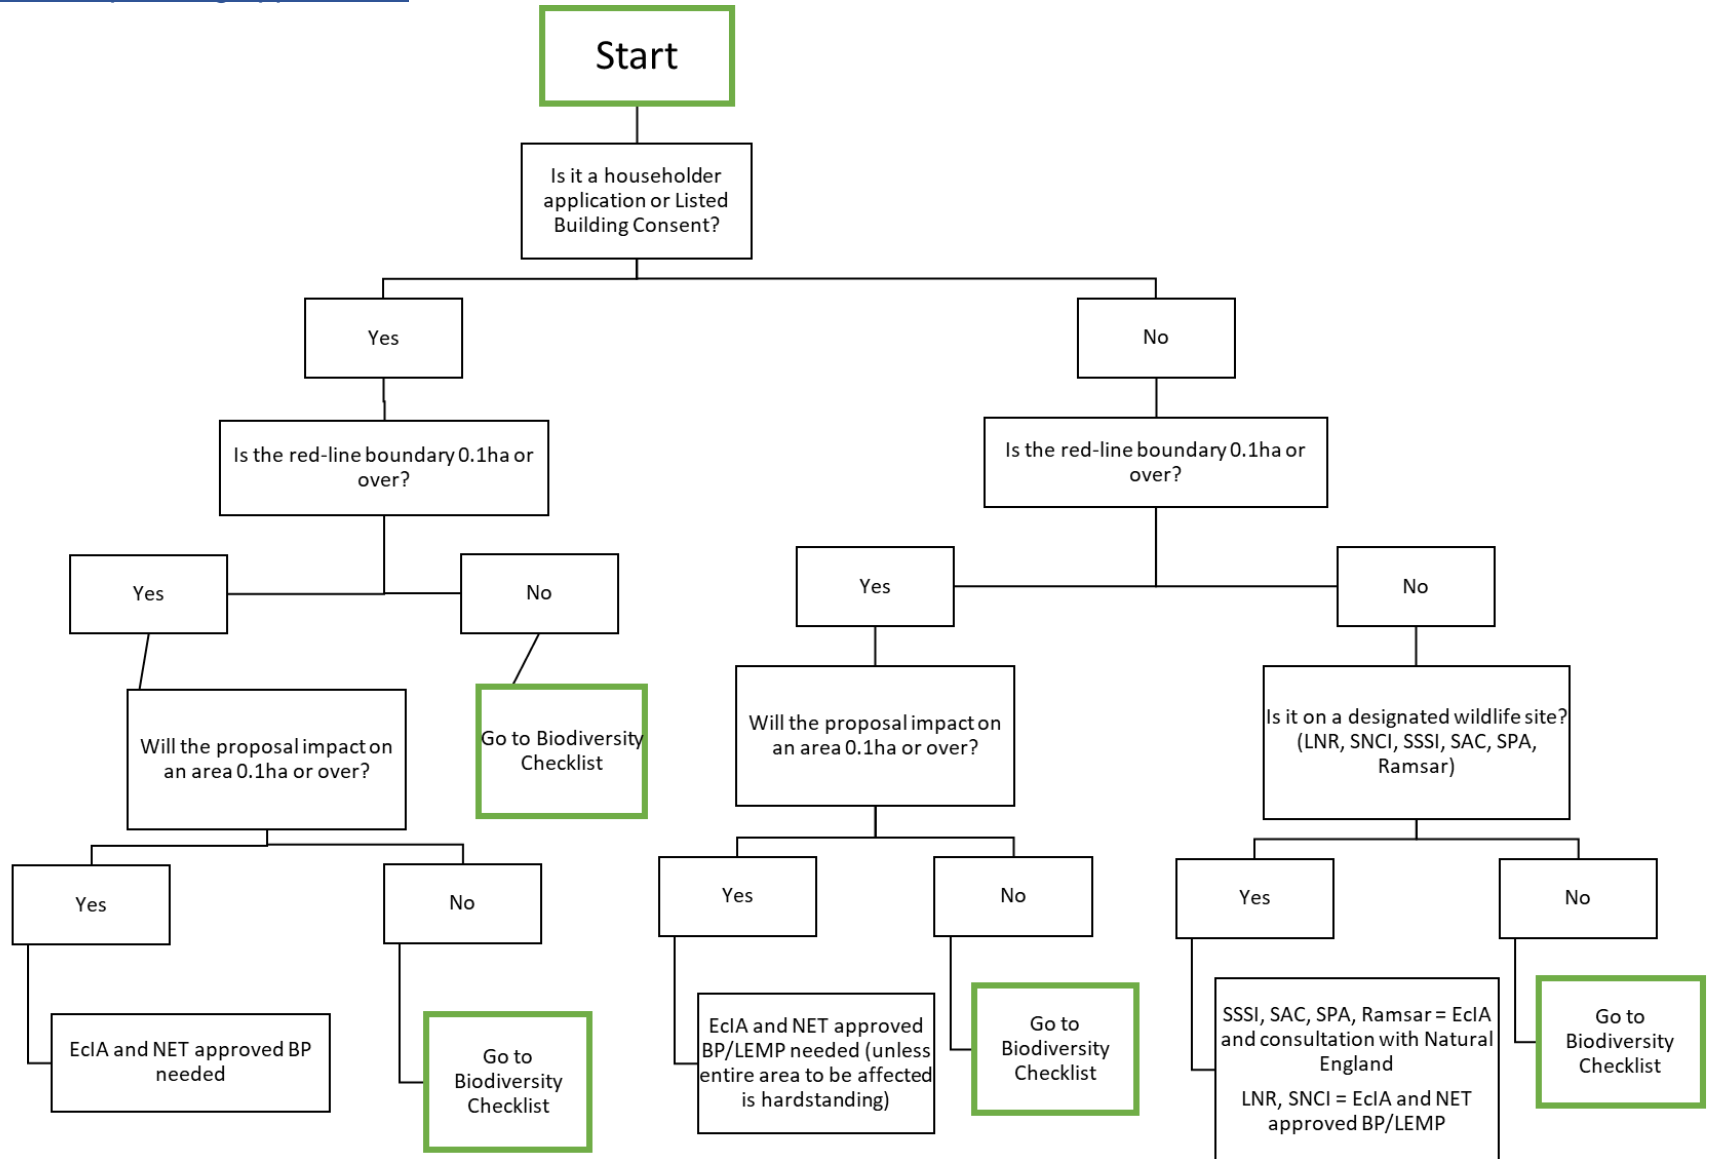 Start
Is it a householder
application or Listed
Building Consent?
Yes
No
Is the red-line boundary 0.1ha or
over?
Is the red-line boundary 0.1ha or
over?
Yes
No
Yes
No
Will the proposal impact on
an area 0.1ha or over?
Go to Biodiversity
Checklist
Will the proposal impact on
an area 0.1ha or over?
Is it on a designated wildlife site?
(LNR, SNCI, SSSI, SAC, SPA,
Ramsar)
Yes
No
Yes
No
Yes
No
EcIA and NET approved BP
needed
Go to
Biodiversity
Checklist
EcIA and NET approved
BP/LEMP needed (unless
entire area to be affected
is hardstanding)
Go to
Biodiversity
Checklist
SSSI, SAC, SPA, Ramsar = EcIA
and consultation with Natural
England
LNR, SNCI = EcIA and NET
approved BP/LEMP
Go to
Biodiversity
Checklist